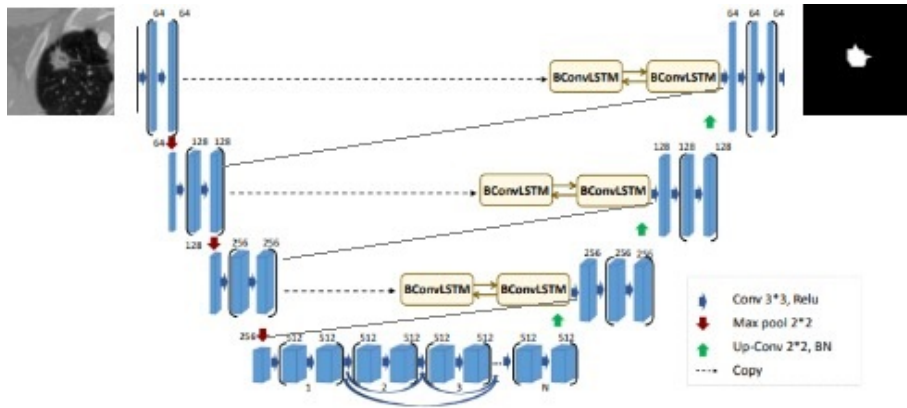 64 64
64 64 64
BConvLSTM BConvLSTM
64 128 128
128 128 128
BConvLSTM BConvLSTM
128 256 256
256 256 256
BConvLSTM BConvLSTM
256 512 512 512 512 512 512 512 512
1 2 3 N
Conv 3*3, Relu
Max pool 2*2
Up-Conv 2*2, BN
Copy